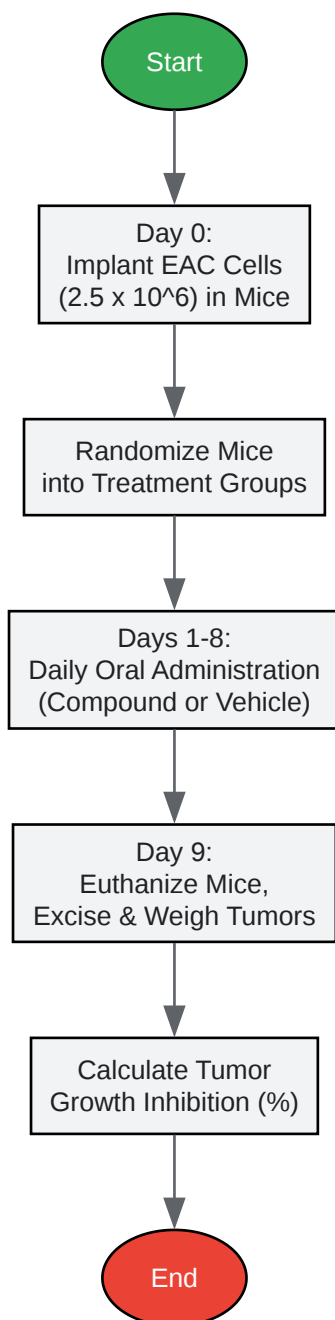 Start
Day 0:
Implant EAC Cells
(2.5 x 10^6) in Mice
Randomize Mice
into Treatment Groups
Days 1-8:
Daily Oral Administration
(Compound or Vehicle)
Day 9:
Euthanize Mice,
Excise & Weigh Tumors
Calculate Tumor
Growth Inhibition (%)
End